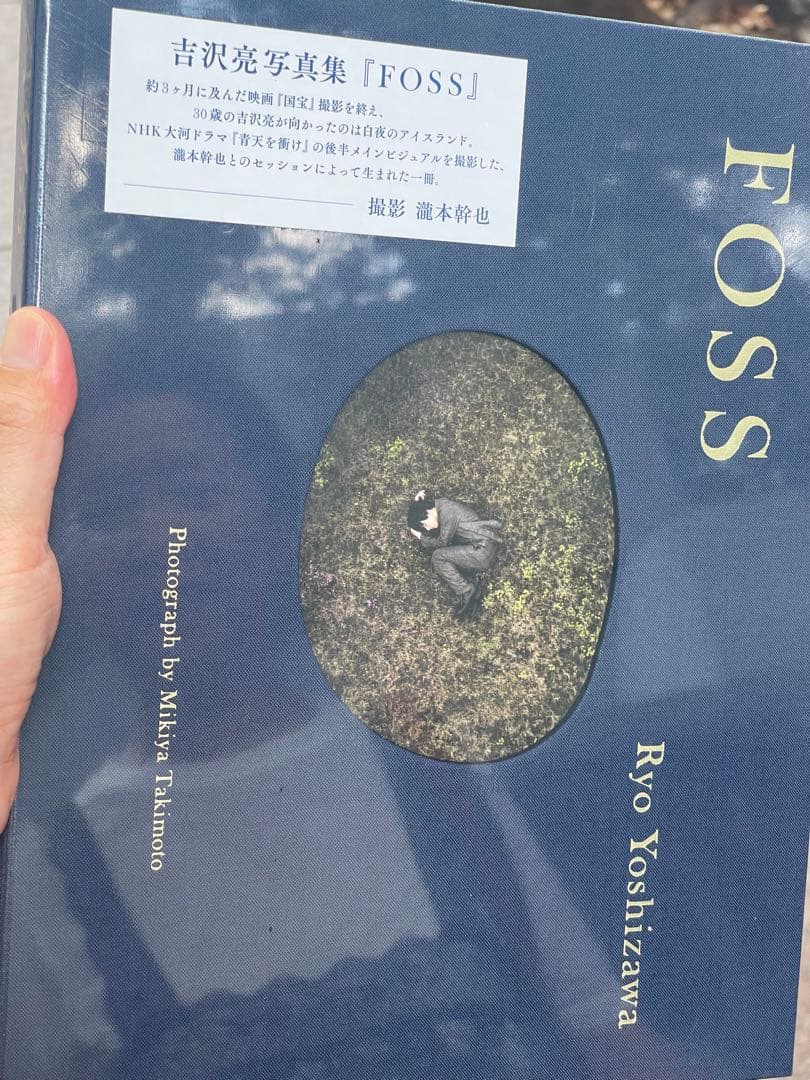 吉沢亮写真集『FOSS』
約3ヶ月に及んだ映画『国宝』撮影を終え、
30歳の吉沢亮が向かったのは白夜のアイスランド。
NHK大河ドラマ『青天を衝け』の後半メインビジュアルを撮影した、
瀧本幹也とのセッションによって生まれた一冊。
撮影 瀧本幹也
FOSS
Ryo Yoshizawa
Photograph by Mikiya Takimoto